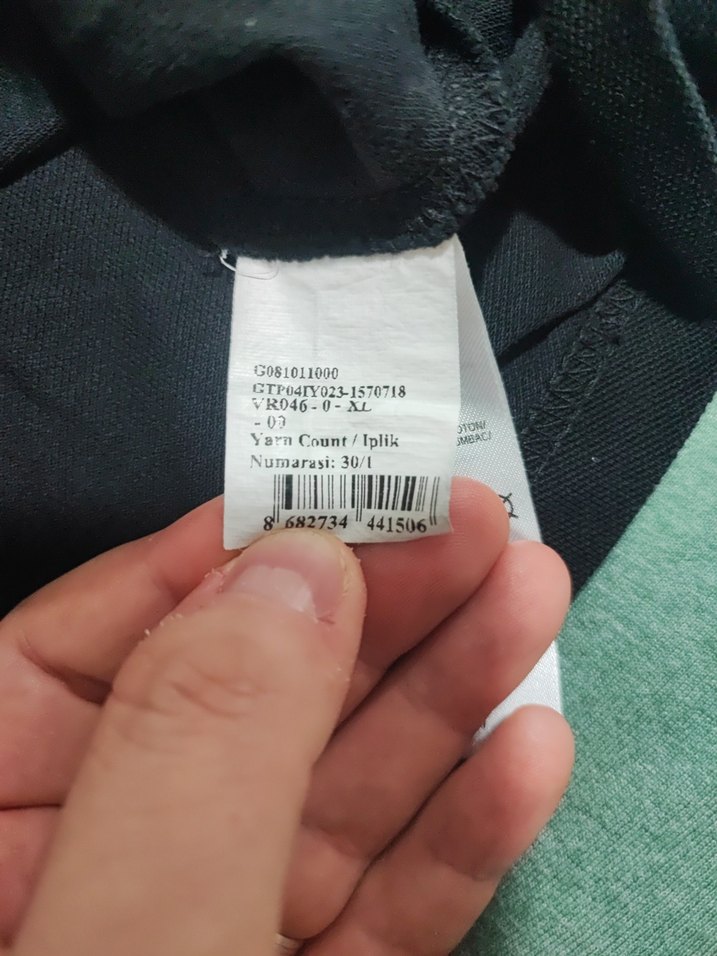 G081011000
GTP04IY023-1570718
VR046 - 0 - XL
- 00
Yarn Count / Iplik
Numarasi: 30/1
8 682734 441506